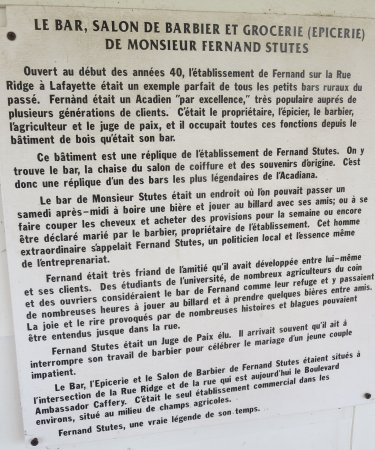 LE BAR, SALON DE BARBIER ET GROCERIE (EPICERIE)
DE MONSIEUR FERNAND STUTES
Ouvert au début des années 40, l'établissement de Fernand sur la Rue
Ridge à Lafayette était un exemple parfait de tous les petits bars ruraux du
passé. Fernand était un Acadien "par excellence," très populaire auprés de
plusieurs générations de clients. C'était le propriétaire, l'épicier, le barbier,
l'agriculteur et le juge de paix, et il occupait toutes ces fonctions depuis le
bâtiment de bois qu'était son bar.
Ce bâtiment est une réplique de l'établissement de Fernand Stutes. On y
trouve le bar, la chaise du salon de coiffure et des souvenirs d'origine. C'est
donc une réplique d'un des bars les plus légendaires de l'Acadiana.
Le bar de Monsieur Stutes était un endroit où l'on pouvait passer un
samedi après-midi à boire une bière et jouer au billard avec ses amis; ou à se
faire couper les cheveux et acheter des provisions pour la semaine ou encore
être déclaré marié par le barbier, propriétaire de l'établissement. Cet homme
extraordinaire s'appelait Fernand Stutes, un politicien local et l'essence même
de l'entreprenariat.
Fernand était très friand de l'amitié qu'il avait développée entre lui-même
et ses clients. Des étudiants de l'université, de nombreux agriculteurs du coin
et des ouvriers considéraient le bar de Fernand comme leur refuge et y passaient
de nombreuses heures à jouer au billard et à prendre quelques bières entre amis.
La joie et le rire provoqués par de nombreuses histoires et blagues pouvaient
être entendus jusque dans la rue.
Fernand Stutes était un Juge de Paix élu. Il arrivait souvent qu'il ait à
interrompre son travail de barbier pour célébrer le mariage d'un jeune couple
impatient.
Le Bar, l'Epicerie et le Salon de Barbier de Fernand Stutes étaient situés à
l'intersection de la Rue Ridge et de la rue qui est aujourd'hui le Boulevard
Ambassador Caffery. C'était le seul établissement commercial dans les
environs, situé au milieu de champs agricoles.
Fernand Stutes, une vraie légende de son temps.